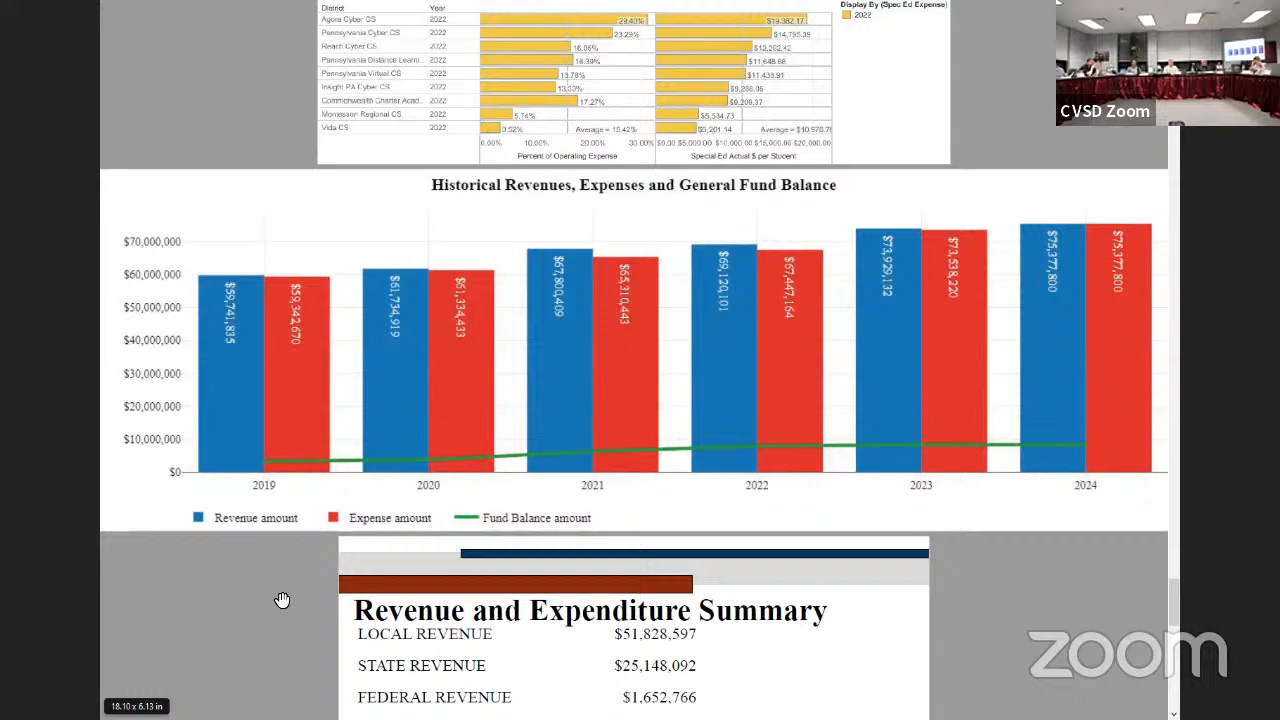 District
Display By (Spec Ed Expense)
2022
Agora Cyber CS 2022 29.40% $19,382.17
Pennsylvania Cyber CS 2022 23.29% $14,795.39
Reach Cyber CS 2022 16.06% $12,202.42
Pennsylvania Distance Learni.. 2022 16.39% $11,648.68
Pennsylvania Virtual CS 2022 13.78% $11,438.91
Insight PA Cyber CS 2022 13.33% $9,286.06
Commonwealth Charter Acad.. 2022 17.27% $9,209.37
Montessori Regional CS 2022 5.74% $5,534.73
Vida CS 2022 3.52% Average = 15.42% $5,201.14 Average = $10,970.7
0.00% 10.00% 20.00% 30.00% $0.00 $5,000.00 $10,000.00 $15,000.00 $20,000.00
Percent of Operating Expense Special Ed Actual $ per Student
CVSD Zoom
Historical Revenues, Expenses and General Fund Balance
$70,000,000
$60,000,000
$50,000,000
$40,000,000
$30,000,000
$20,000,000
$10,000,000
$0
$59,741,835
$59,342,670
$61,734,919
$61,334,433
$67,800,409
$65,310,443
$69,120,101
$67,447,164
$73,929,132
$73,538,220
$75,377,800
$75,377,800
2019 2020 2021 2022 2023 2024
Revenue amount Expense amount Fund Balance amount
Revenue and Expenditure Summary
LOCAL REVENUE $51,828,597
STATE REVENUE $25,148,092
FEDERAL REVENUE $1,652,766
zoom
18.10 x 6.13 in